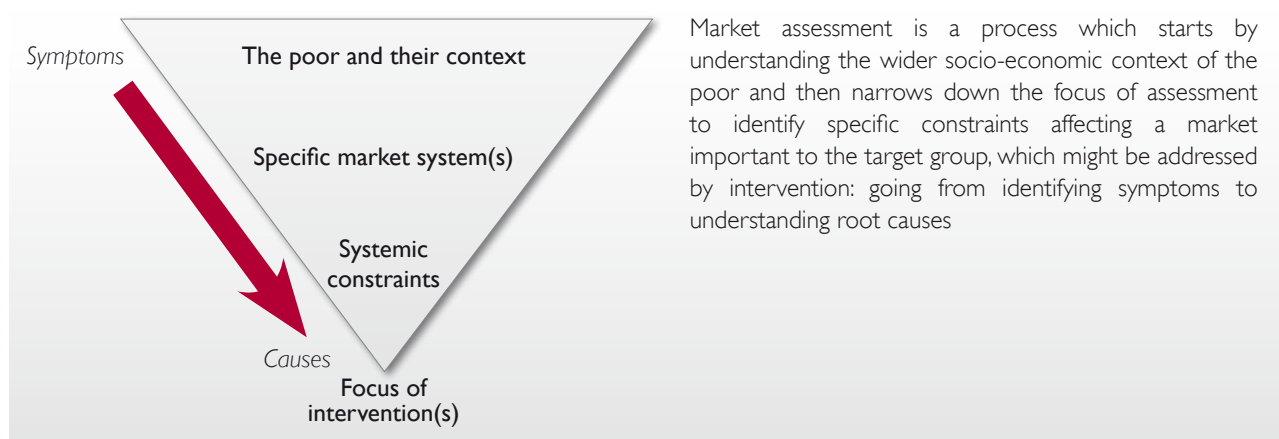 Symptoms
The poor and their context
Specific market system(s)
Systemic
constraints
Causes
Focus of
intervention(s)
Market assessment is a process which starts by
understanding the wider socio-economic context of the
poor and then narrows down the focus of assessment
to identify specific constraints affecting a market
important to the target group, which might be addressed
by intervention: going from identifying symptoms to
understanding root causes